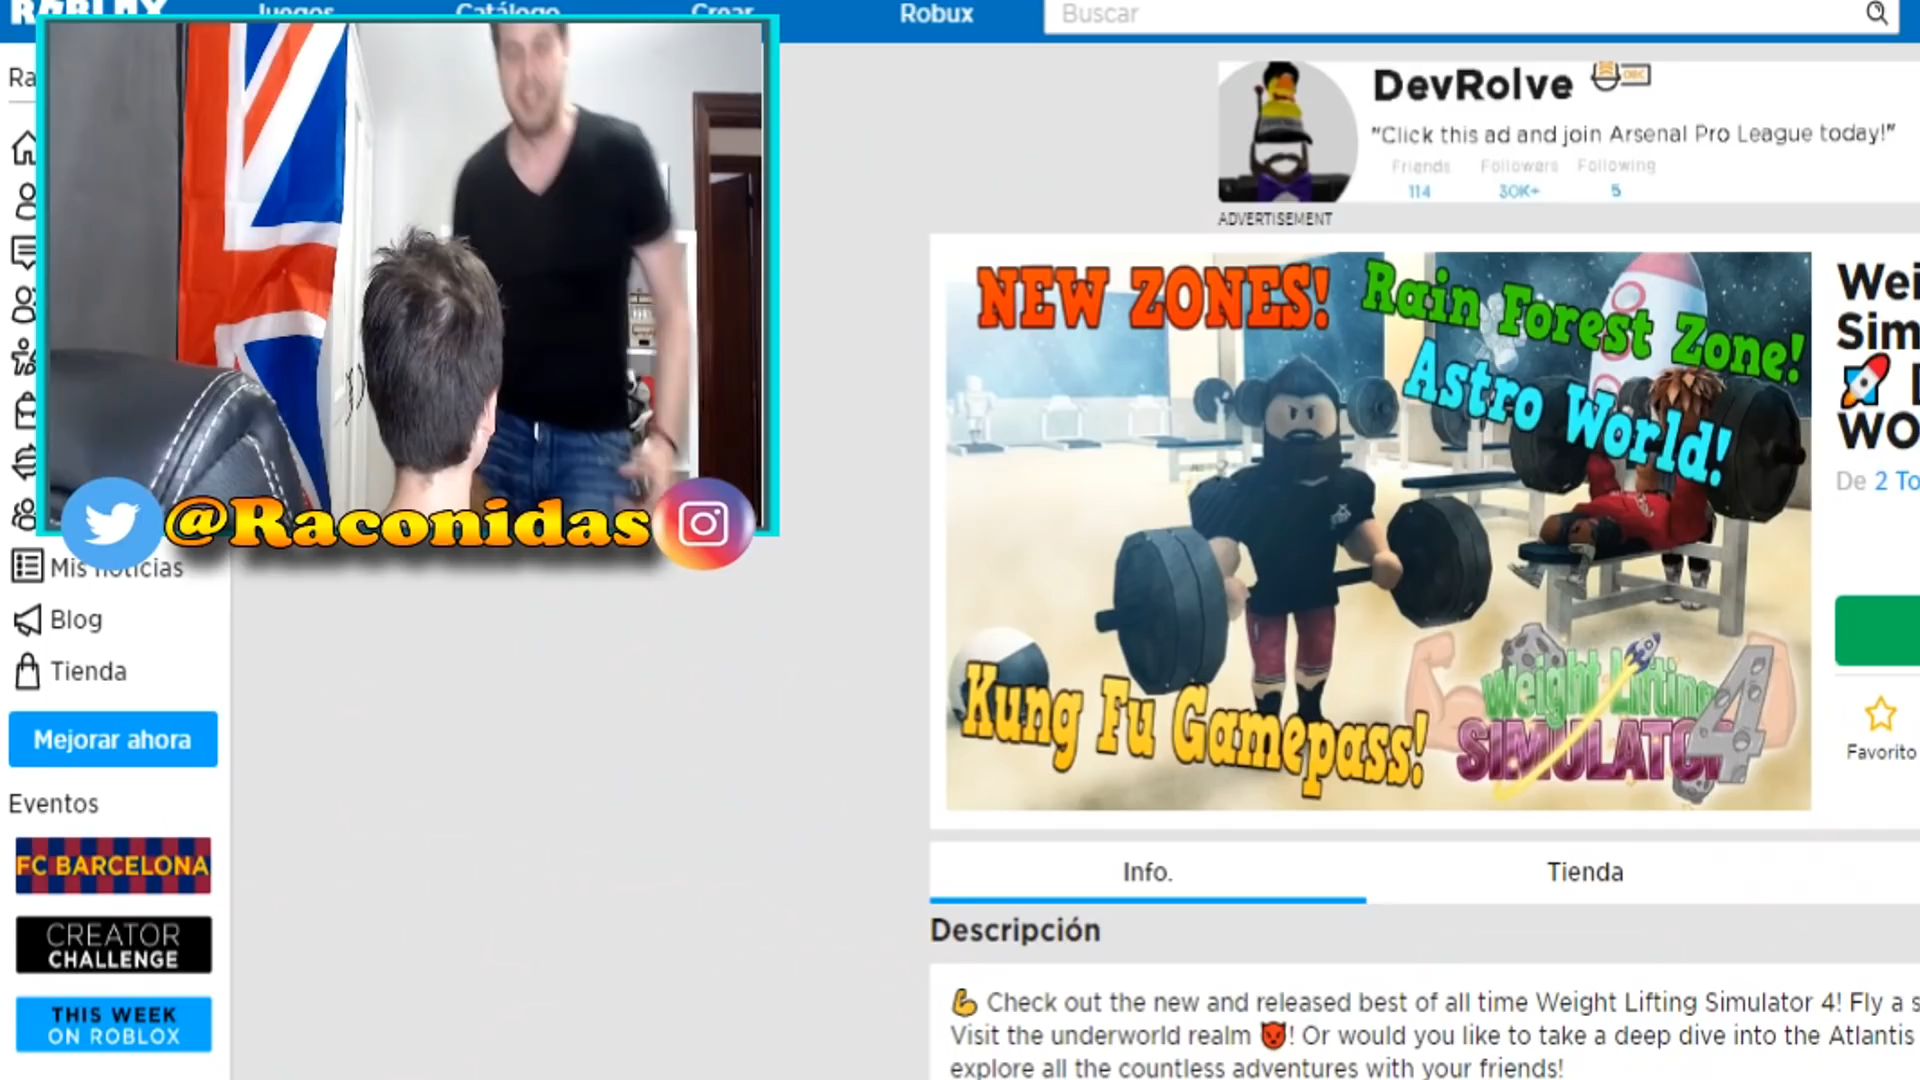 ROBLOX
Juegos
Catálogo
Crear
Robux
Buscar
Ra
DevRolve
OBC
"Click this ad and join Arsenal Pro League today!"
Friends Followers Following
114 30K+ 5
ADVERTISEMENT
NEW ZONES!
Rain Forest Zone!
Astro World!
Kung Fu Gamepass!
Weight Lifting
SIMULATOR 4
Wei
Sim
WO
De 2 To
Favorito
@Raconidas
Mis noticias
Blog
Tienda
Mejorar ahora
Eventos
FC BARCELONA
CREATOR
CHALLENGE
THIS WEEK
ON ROBLOX
Info.
Tienda
Descripción
Check out the new and released best of all time Weight Lifting Simulator 4! Fly a s
Visit the underworld realm ! Or would you like to take a deep dive into the Atlantis
explore all the countless adventures with your friends!